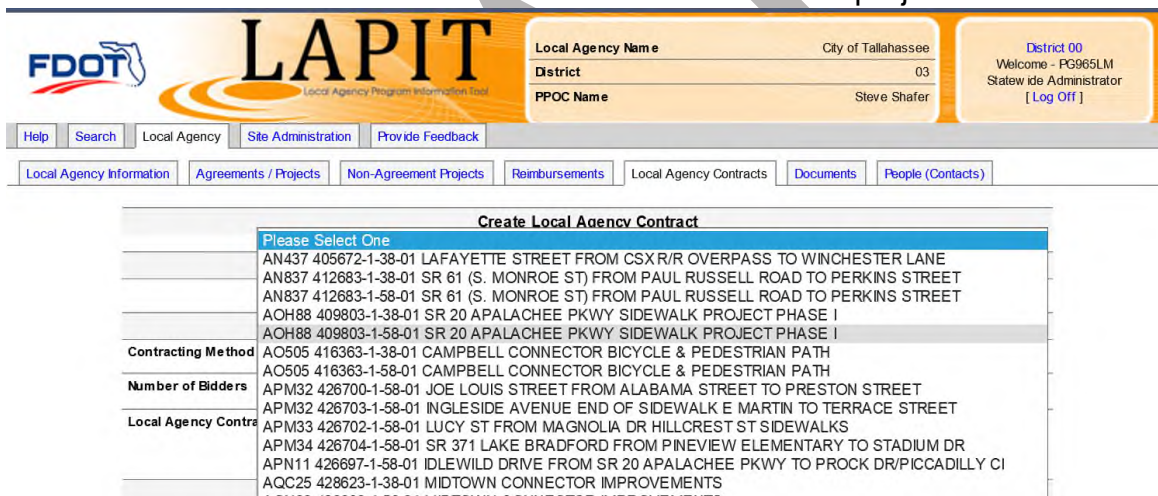 FDOT
LAPIT
Local Agency Program Information Tool
Local Agency Name City of Tallahassee
District 03
PPOC Name Steve Shafer
District 00
Welcome - PG965LM
Statewide Administrator
[ Log Off ]
Help Search Local Agency Site Administration Provide Feedback
Local Agency Information Agreements / Projects Non-Agreement Projects Reimbursements Local Agency Contracts Documents People (Contacts)
Create Local Agency Contract
Please Select One
AN437 405672-1-38-01 LAFAYETTE STREET FROM CSX R/R OVERPASS TO WINCHESTER LANE
AN837 412683-1-38-01 SR 61 (S. MONROE ST) FROM PAUL RUSSELL ROAD TO PERKINS STREET
AN837 412683-1-58-01 SR 61 (S. MONROE ST) FROM PAUL RUSSELL ROAD TO PERKINS STREET
AOH88 409803-1-38-01 SR 20 APALACHEE PKWY SIDEWALK PROJECT PHASE I
AOH88 409803-1-58-01 SR 20 APALACHEE PKWY SIDEWALK PROJECT PHASE I
Contracting Method AO505 416363-1-38-01 CAMPBELL CONNECTOR BICYCLE & PEDESTRIAN PATH
AO505 416363-1-58-01 CAMPBELL CONNECTOR BICYCLE & PEDESTRIAN PATH
Number of Bidders APM32 426700-1-58-01 JOE LOUIS STREET FROM ALABAMA STREET TO PRESTON STREET
APM32 426703-1-58-01 INGLESIDE AVENUE END OF SIDEWALK E MARTIN TO TERRACE STREET
Local Agency Contra APM33 426702-1-58-01 LUCY ST FROM MAGNOLIA DR HILLCREST ST SIDEWALKS
APM34 426704-1-58-01 SR 371 LAKE BRADFORD FROM PINEVIEW ELEMENTARY TO STADIUM DR
APN11 426697-1-58-01 IDLEWILD DRIVE FROM SR 20 APALACHEE PKWY TO PROCK DR/PICCADILLY CI
AQC25 428623-1-38-01 MIDTOWN CONNECTOR IMPROVEMENTS